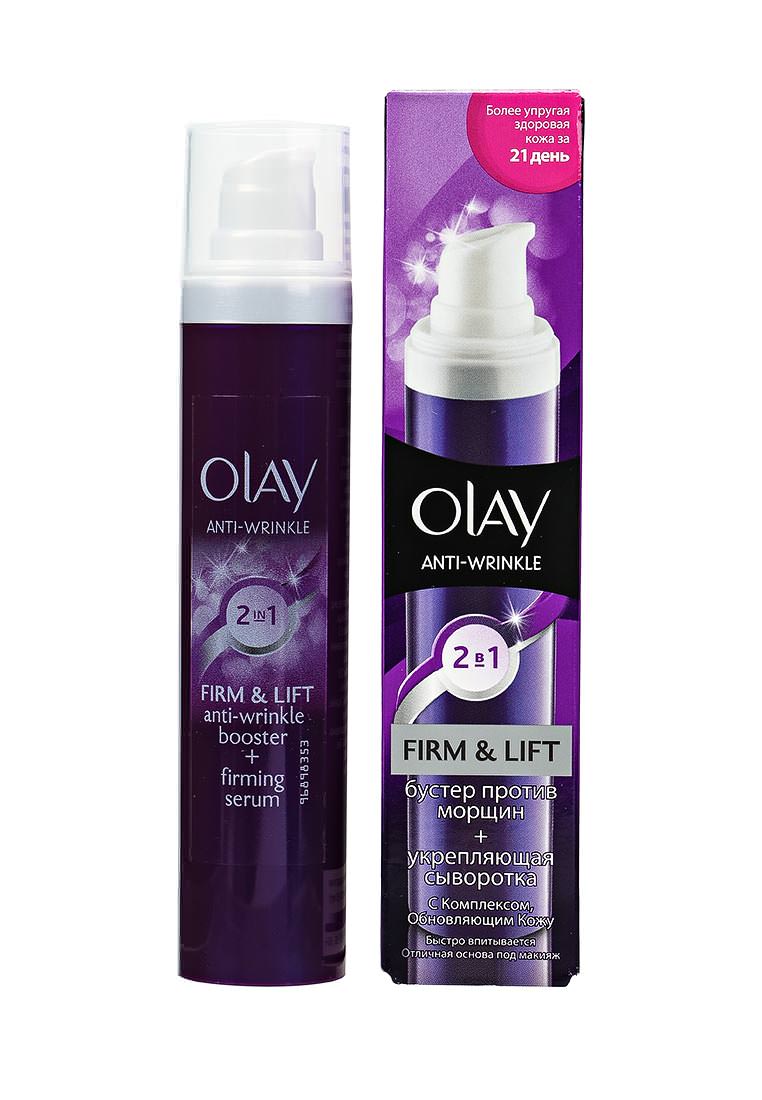 OLAY
ANTI-WRINKLE
2 IN 1
FIRM & LIFT
anti-wrinkle
booster
+
firming
serum
96898353
Более упругая
здоровая
кожа за
21 день
OLAY
ANTI-WRINKLE
2 в 1
FIRM & LIFT
бустер против
морщин
+
укрепляющая
сыворотка
С Комплексом,
Обновляющим Кожу
Быстро впитывается
Отличная основа под макияж